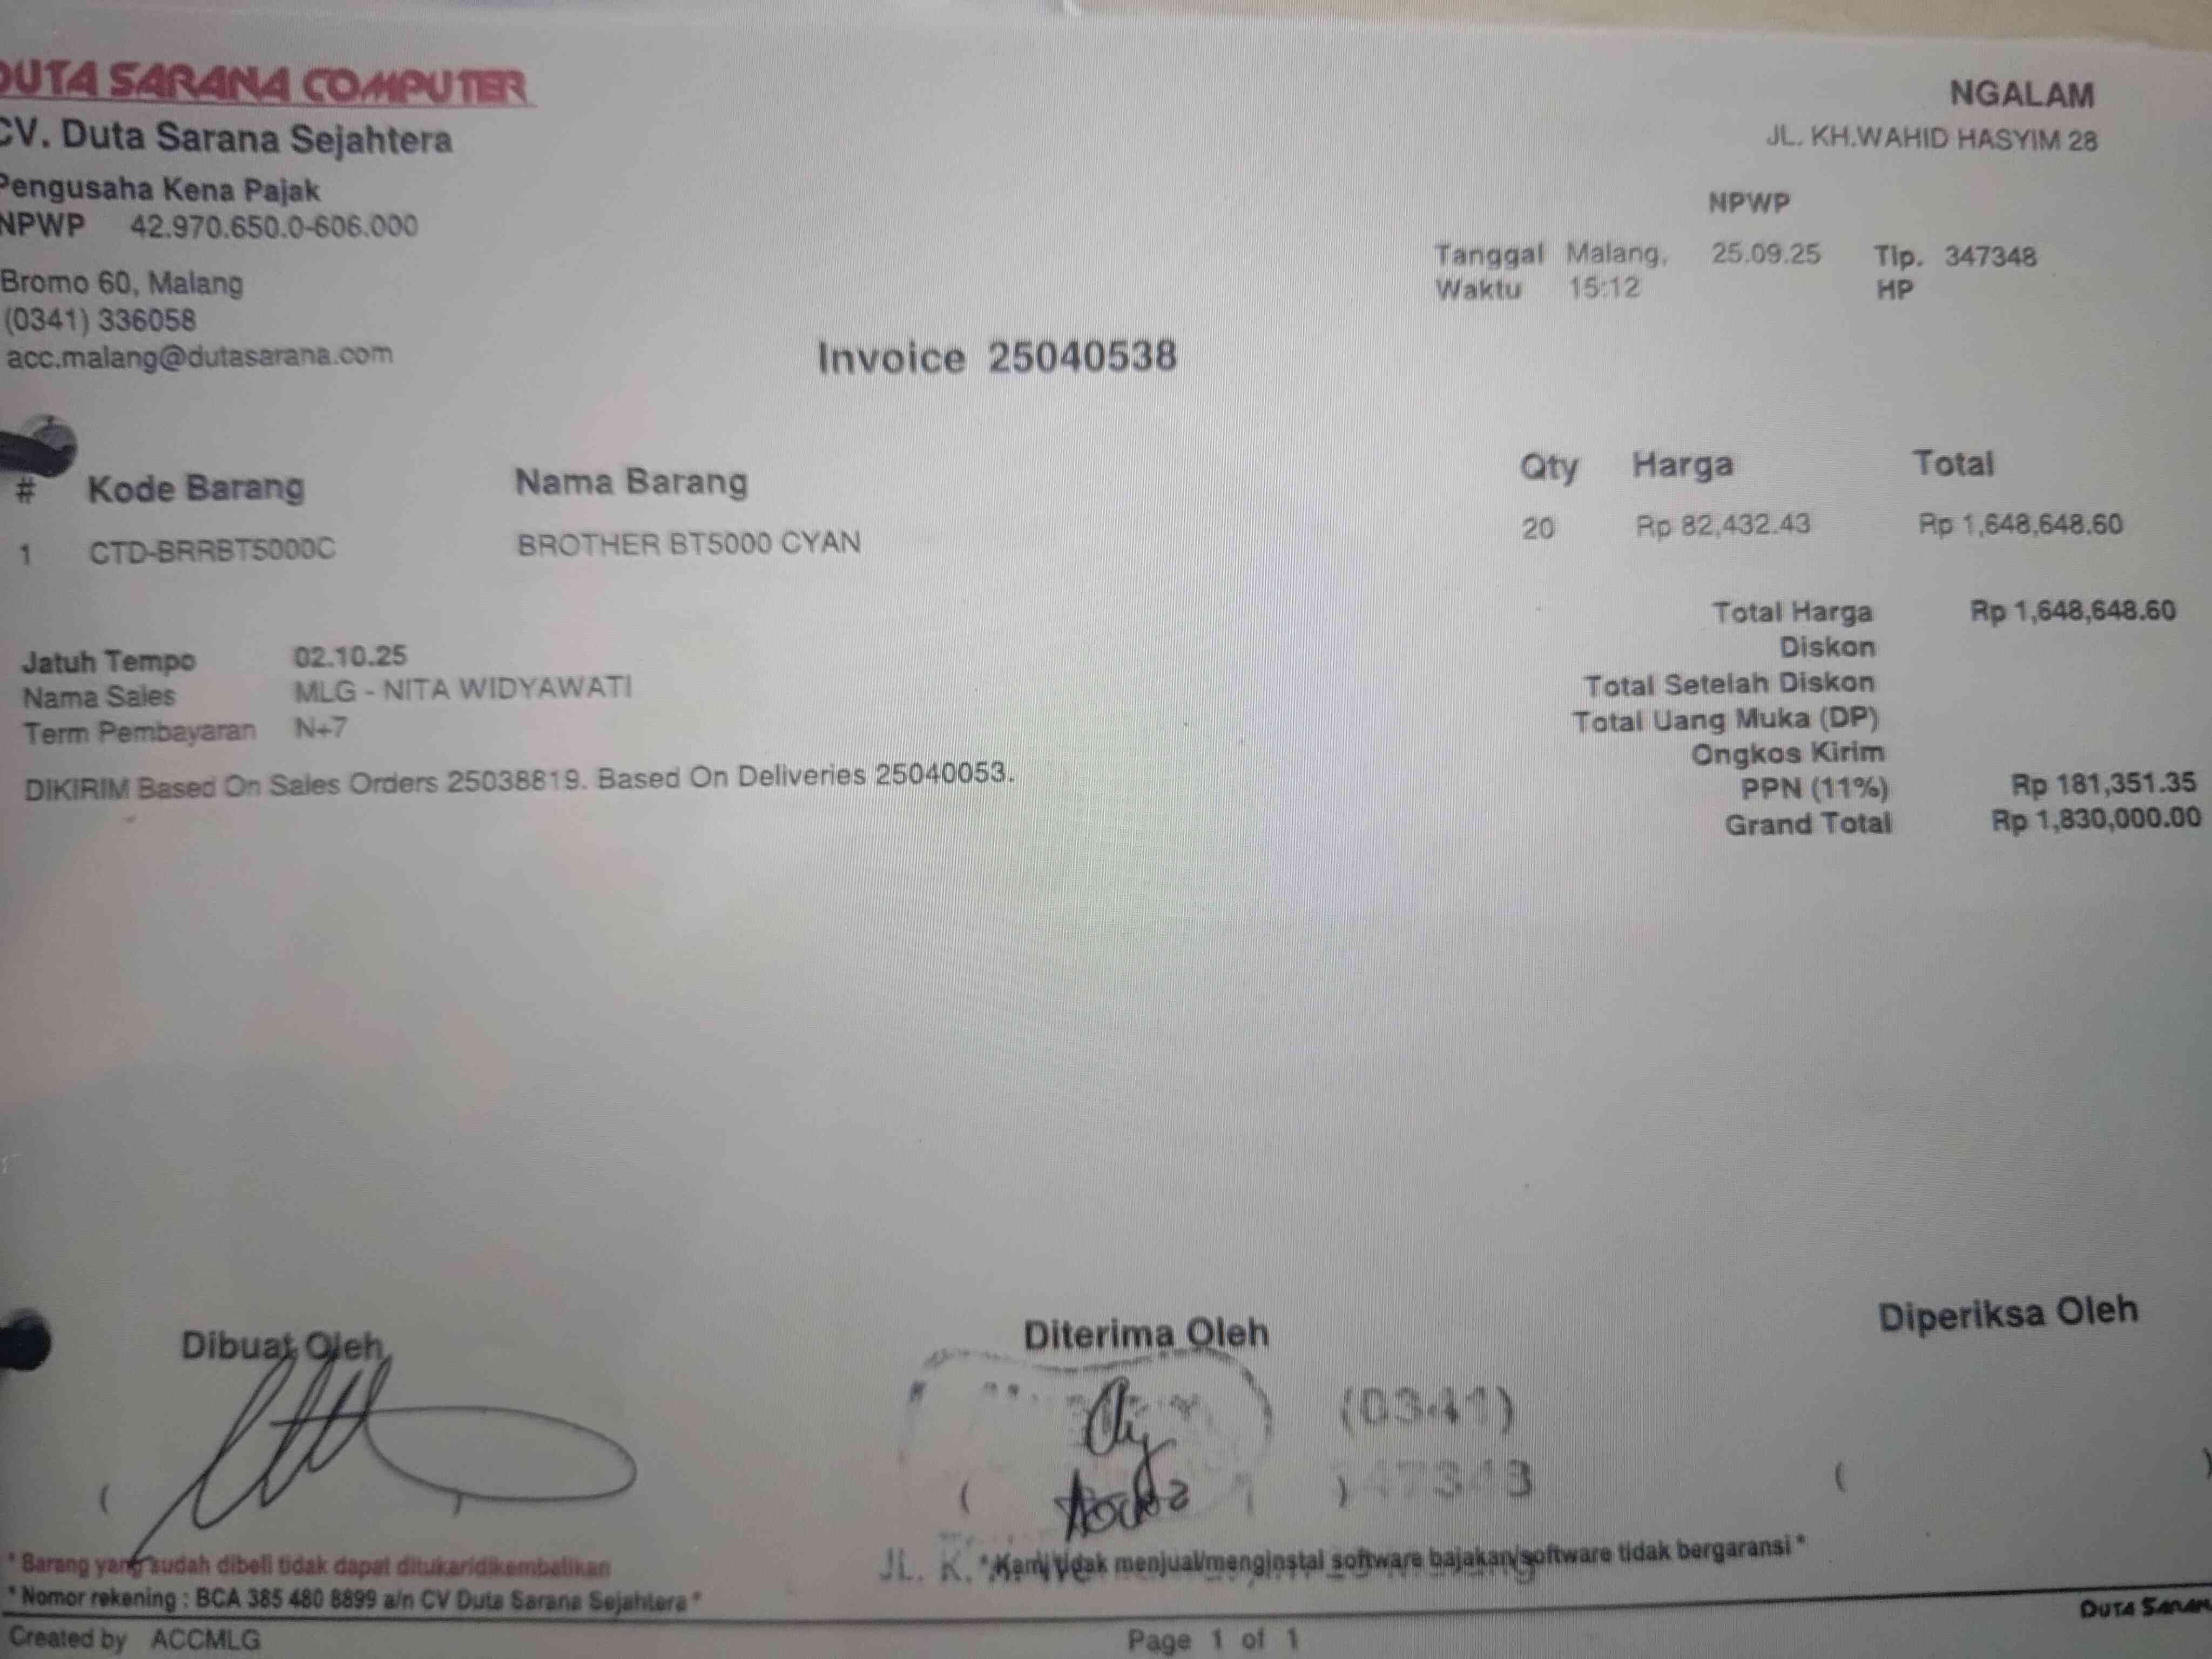 DUTA SARANA COMPUTER
CV. Duta Sarana Sejahtera
Pengusaha Kena Pajak
NPWP 42.970.650.0-606.000
Bromo 60, Malang
(0341) 336058
acc.malang@dutasarana.com
NGALAM
JL. KH.WAHID HASYIM 28
NPWP
Tanggal Malang, 25.09.25 Tlp. 347348
Waktu 15:12 HP
Invoice 25040538
# Kode Barang Nama Barang Qty Harga Total
1 CTD-BRRBT5000C BROTHER BT5000 CYAN 20 Rp 82,432.43 Rp 1,648,648.60
Total Harga Rp 1,648,648.60
Diskon
Total Setelah Diskon
Total Uang Muka (DP)
Ongkos Kirim
PPN (11%) Rp 181,351.35
Grand Total Rp 1,830,000.00
Jatuh Tempo 02.10.25
Nama Sales MLG - NITA WIDYAWATI
Term Pembayaran N+7
DIKIRIM Based On Sales Orders 25038819. Based On Deliveries 25040053.
Dibuat Oleh
Diterima Oleh
Diperiksa Oleh
(0341)
( ) ( ) ( )
JL. K.
* Barang yang sudah dibeli tidak dapat ditukar/dikembalikan
* Kami tidak menjual/menginstal software bajakan/software tidak bergaransi *
* Nomor rekening : BCA 385 480 8899 a/n CV Duta Sarana Sejahtera *
DUTA SARAN
Created by ACCMLG
Page 1 of 1